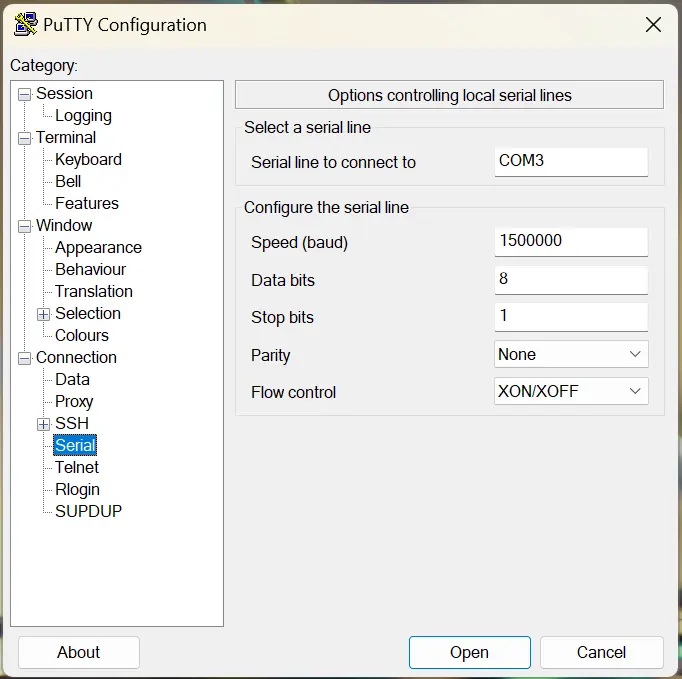 PuTTY Configuration
Category:
Session
Logging
Terminal
Keyboard
Bell
Features
Window
Appearance
Behaviour
Translation
Selection
Colours
Connection
Data
Proxy
SSH
Serial
Telnet
Rlogin
SUPDUP
Options controlling local serial lines
Select a serial line
Serial line to connect to COM3
Configure the serial line
Speed (baud) 1500000
Data bits 8
Stop bits 1
Parity None
Flow control XON/XOFF
About Open Cancel